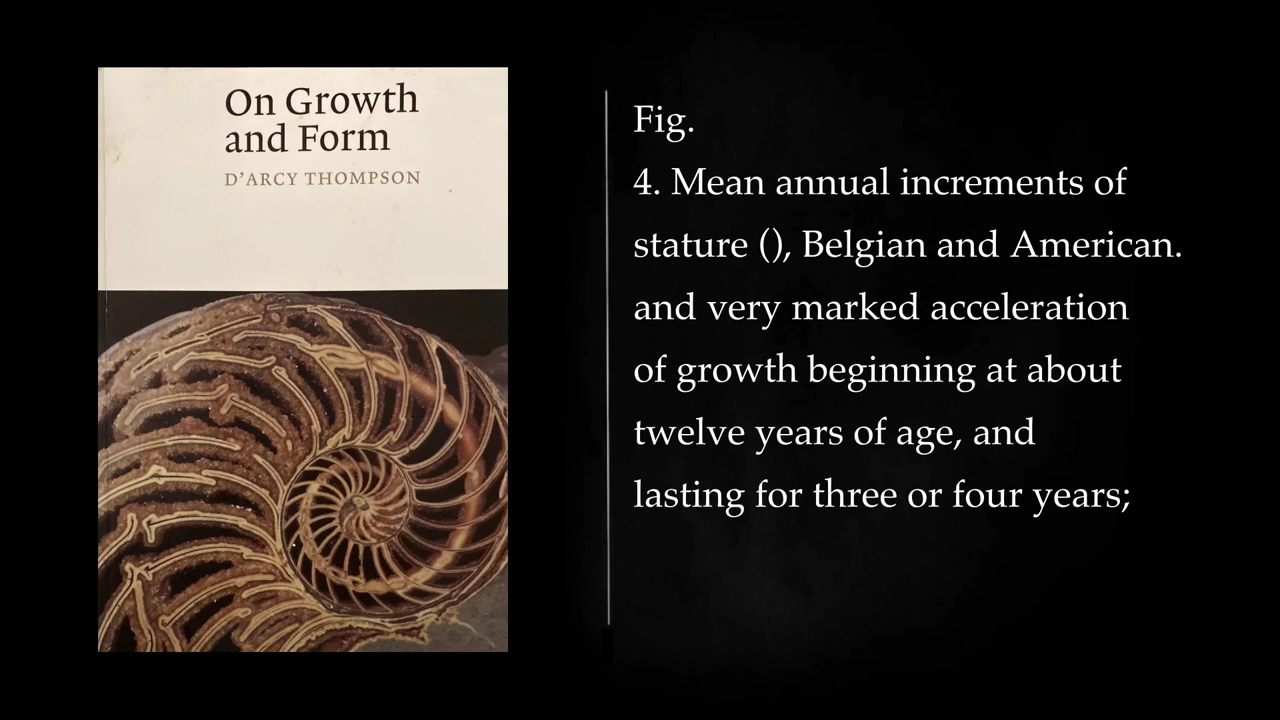 On Growth
and Form
D'ARCY THOMPSON
Fig.
4. Mean annual increments of
stature (), Belgian and American.
and very marked acceleration
of growth beginning at about
twelve years of age, and
lasting for three or four years;